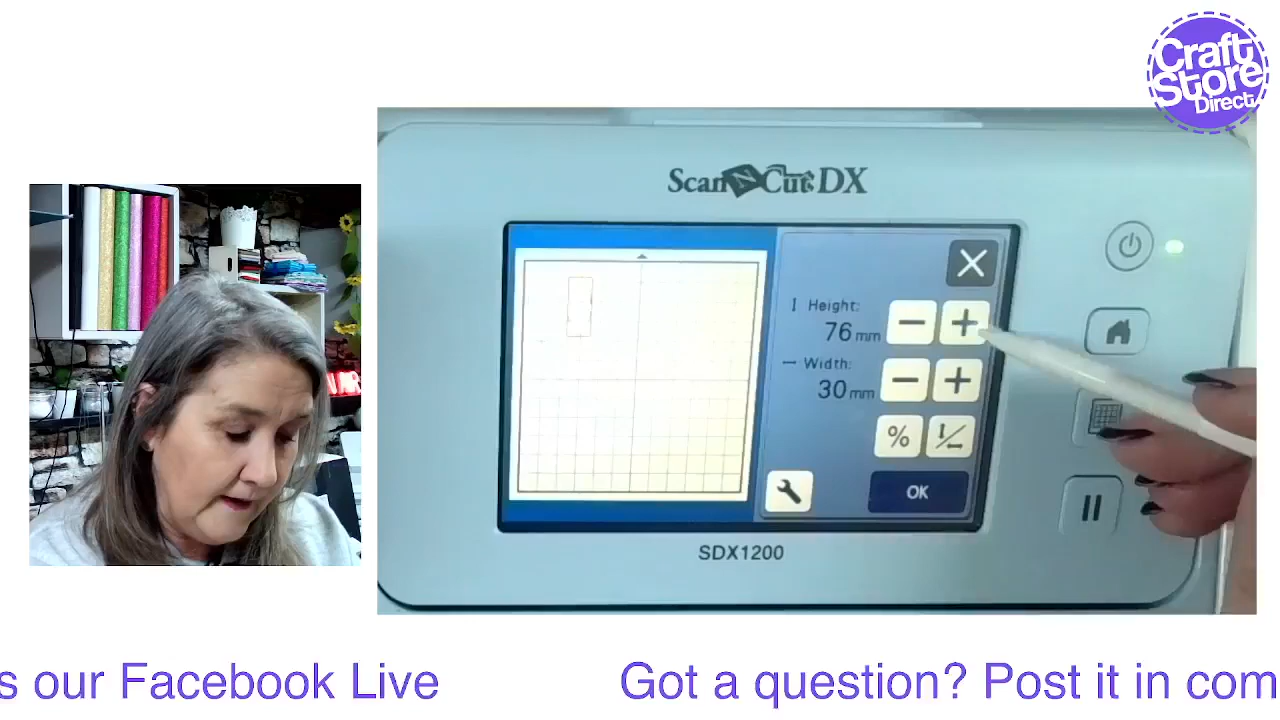 Craft
Store
Direct
ScanNCut DX
Height:
76 mm
Width:
30 mm
%
OK
SDX1200
s our Facebook Live
Got a question? Post it in com